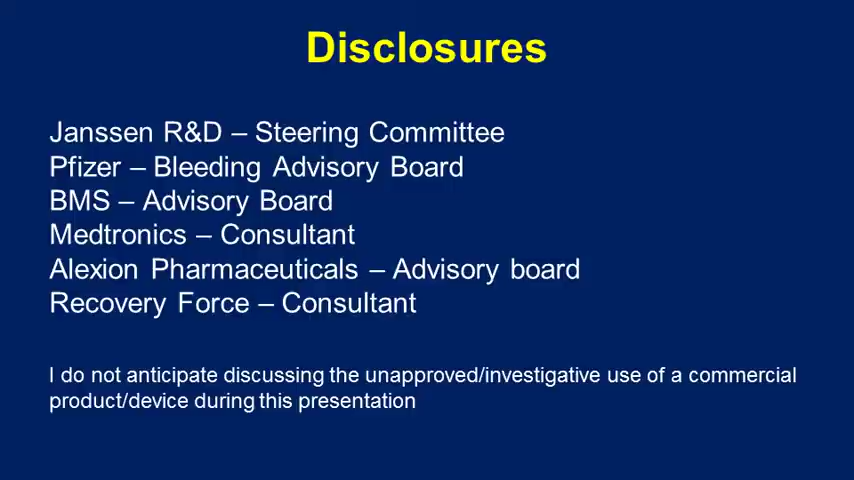 Disclosures
Janssen R&D – Steering Committee
Pfizer – Bleeding Advisory Board
BMS – Advisory Board
Medtronics – Consultant
Alexion Pharmaceuticals – Advisory board
Recovery Force – Consultant
I do not anticipate discussing the unapproved/investigative use of a commercial
product/device during this presentation